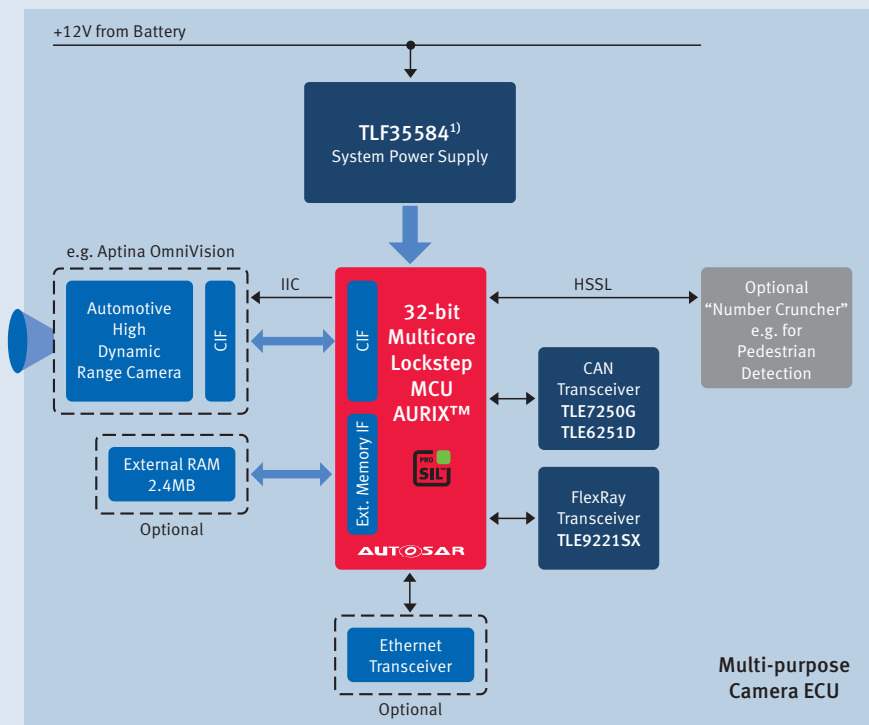 +12V from Battery
TLF35584¹⁾
System Power Supply
e.g. Aptina OmniVision
Automotive
High
Dynamic
Range Camera
CIF
IIC
CIF
32-bit
Multicore
Lockstep
MCU
AURIX™
HSSL
Optional
“Number Cruncher”
e.g. for
Pedestrian
Detection
CAN
Transceiver
TLE7250G
TLE6251D
External RAM
2.4MB
Optional
Ext. Memory IF
PRO
SIL™
AUTOSAR
FlexRay
Transceiver
TLE9221SX
Ethernet
Transceiver
Optional
Multi-purpose
Camera ECU